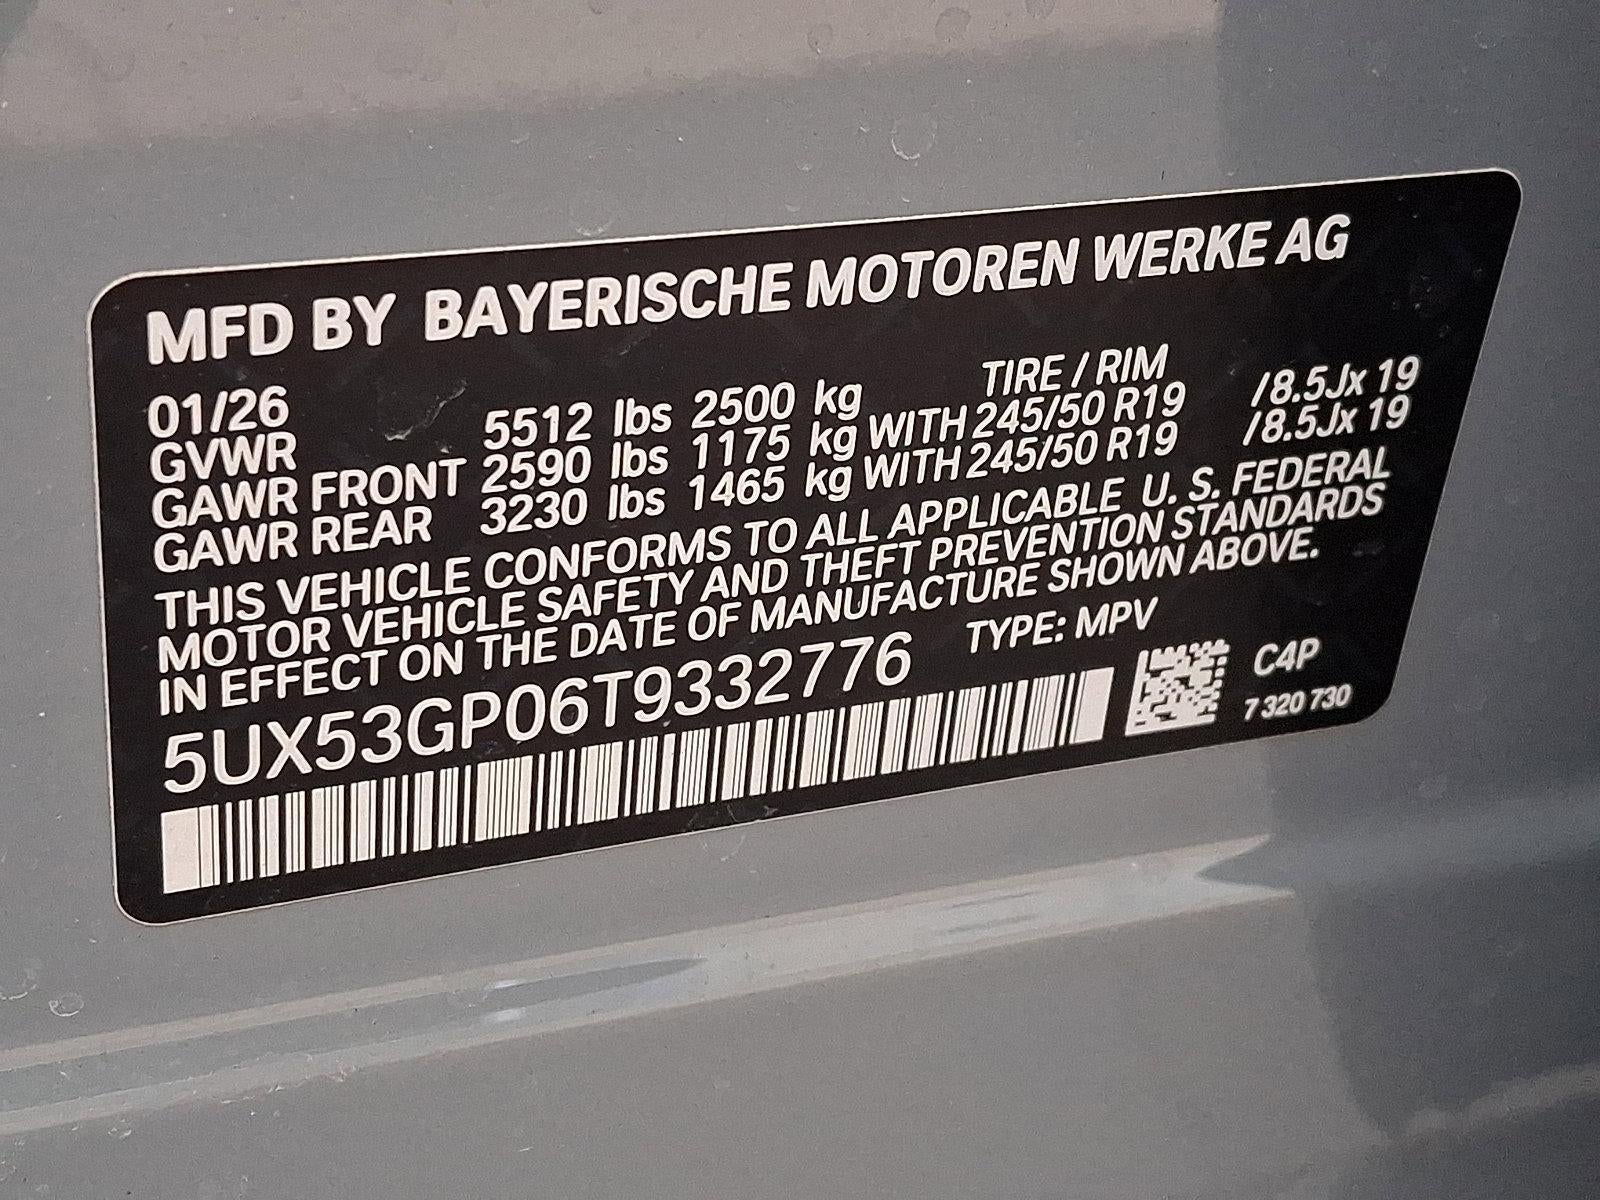 MFD BY BAYERISCHE MOTOREN WERKE AG
01/26 TIRE / RIM
GVWR 5512 lbs 2500 kg
GAWR FRONT 2590 lbs 1175 kg WITH 245/50 R19 /8.5Jx 19
GAWR REAR 3230 lbs 1465 kg WITH 245/50 R19 /8.5Jx 19
THIS VEHICLE CONFORMS TO ALL APPLICABLE U. S. FEDERAL
MOTOR VEHICLE SAFETY AND THEFT PREVENTION STANDARDS
IN EFFECT ON THE DATE OF MANUFACTURE SHOWN ABOVE.
5UX53GP06T9332776 TYPE: MPV
C4P
7 320 730